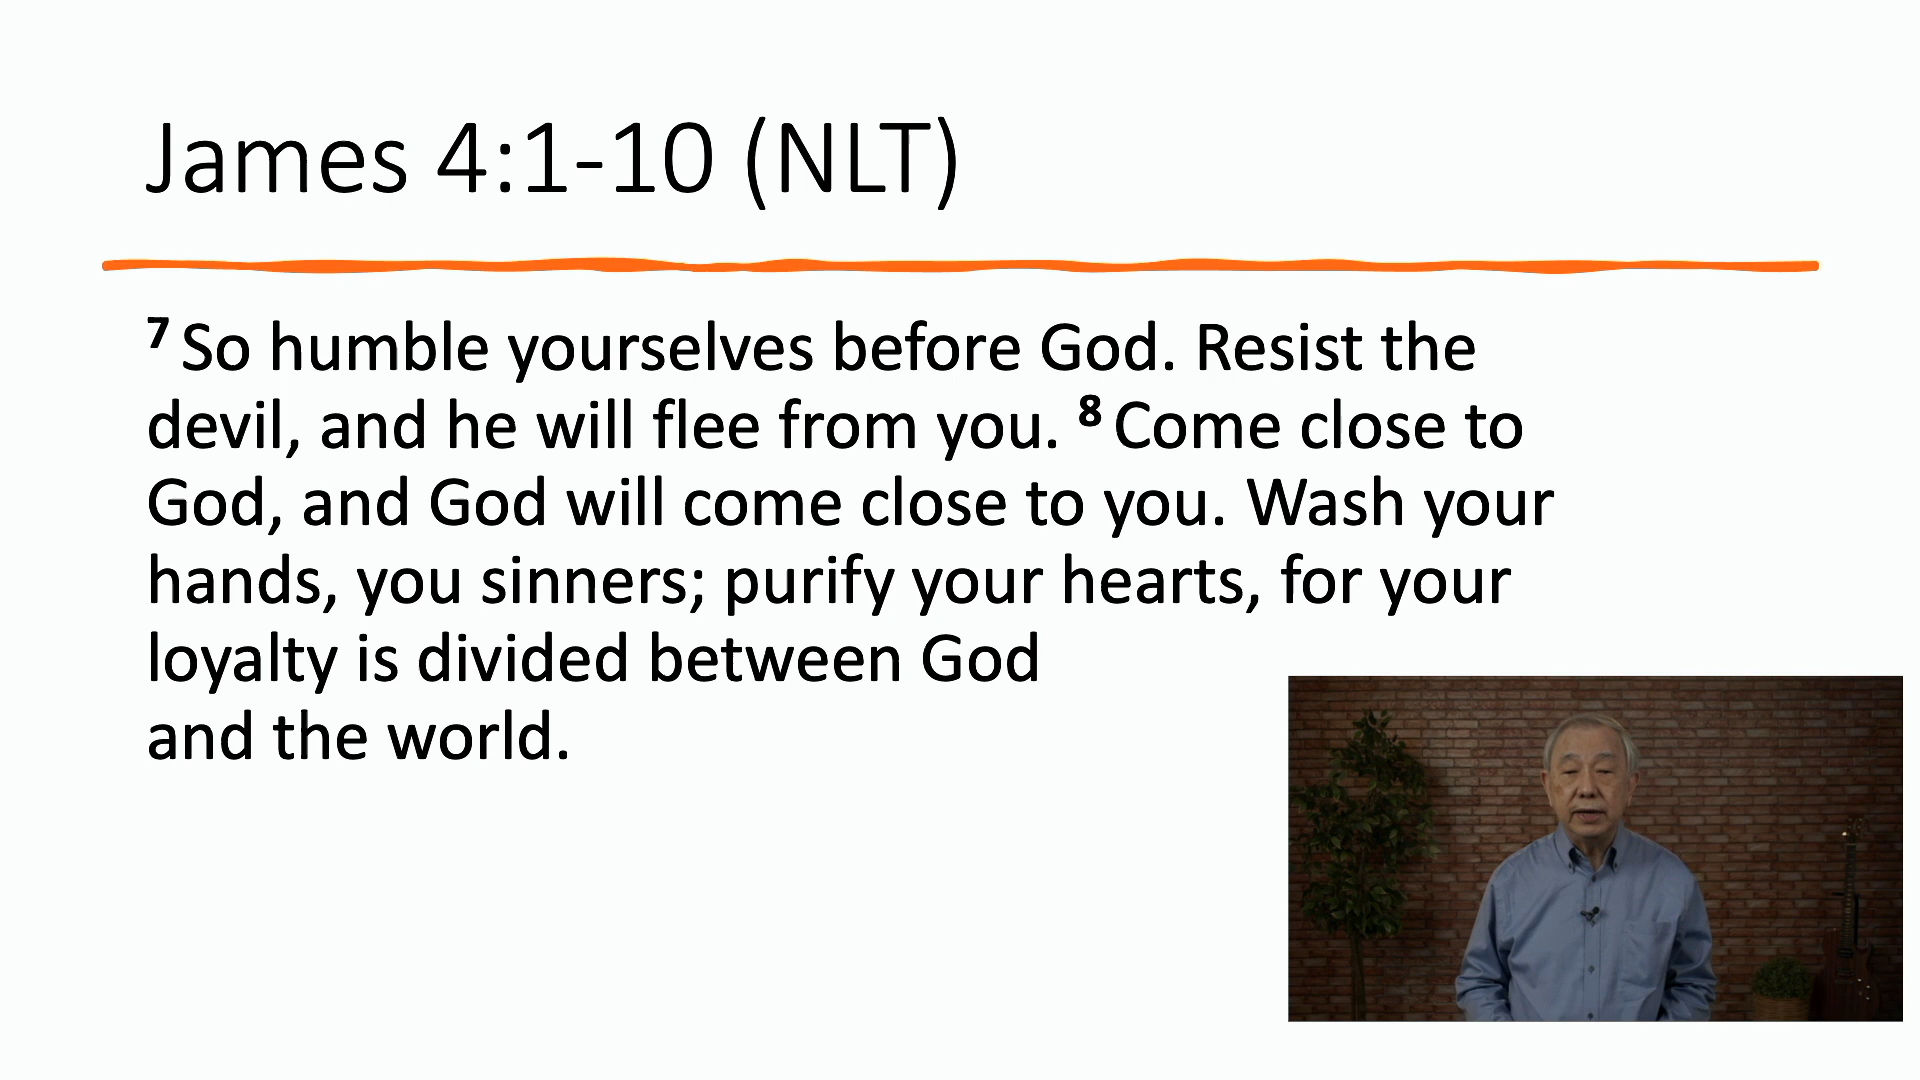 James 4:1-10 (NLT)
7 So humble yourselves before God. Resist the
devil, and he will flee from you. 8 Come close to
God, and God will come close to you. Wash your
hands, you sinners; purify your hearts, for your
loyalty is divided between God
and the world.